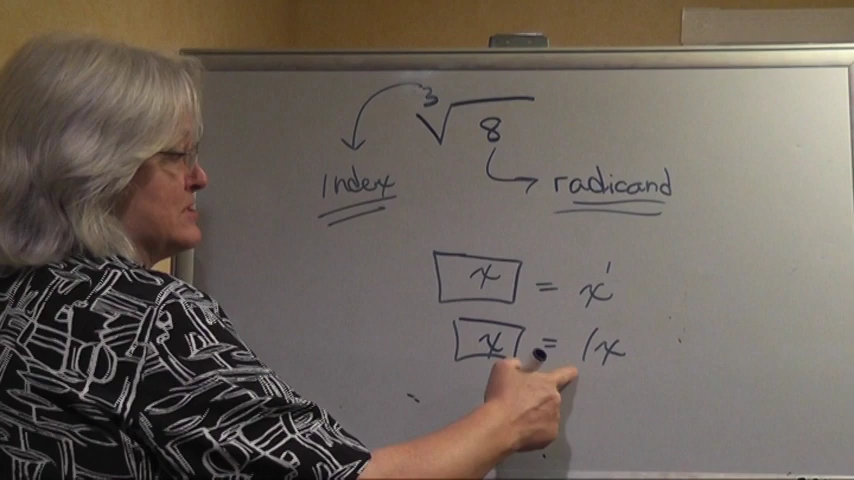 ³√8
Index radicand
x = x¹
x = 1x